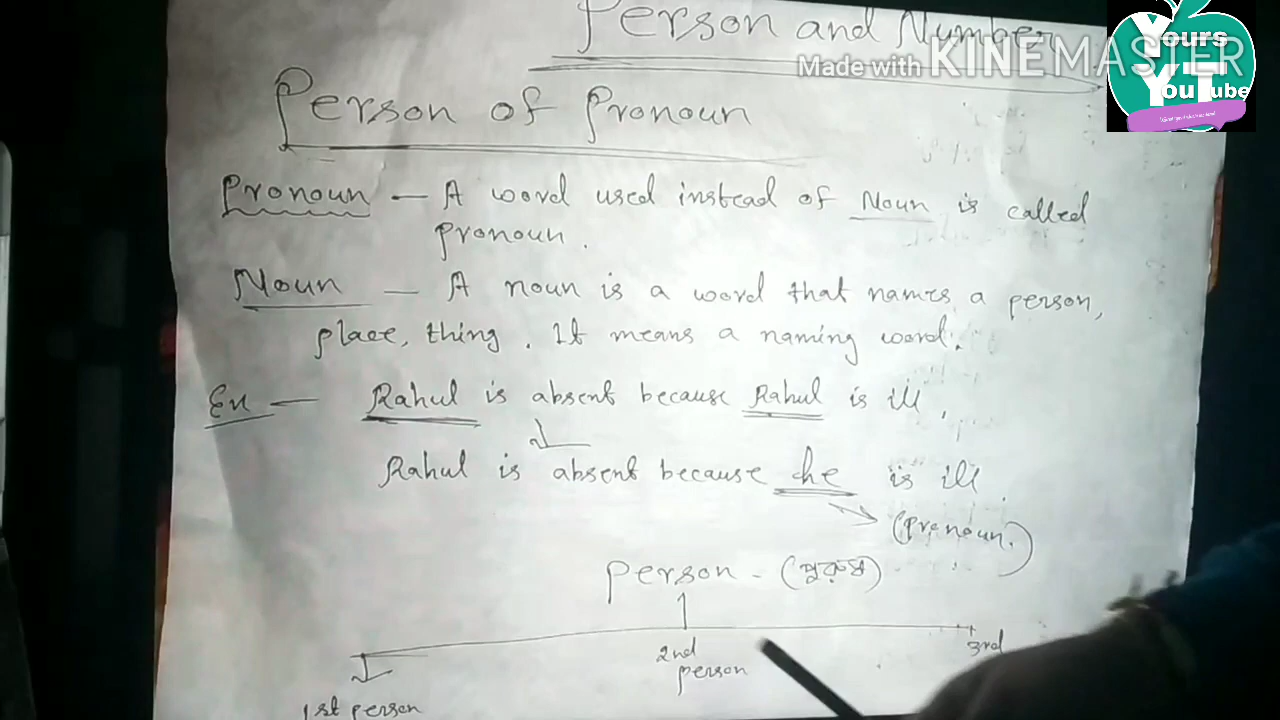 Person and Number
Made with KINEMASTER
Yours
YT
YouTube
Person of Pronoun
Pronoun — A word used instead of Noun is called
pronoun.
Noun — A noun is a word that names a person,
place, thing. It means a naming word.
Ex — Rahul is absent because Rahul is ill.
Rahul is absent because he is ill.
(Pronoun.)
person - (পুরুষ)
1st person
2nd
person
3rd